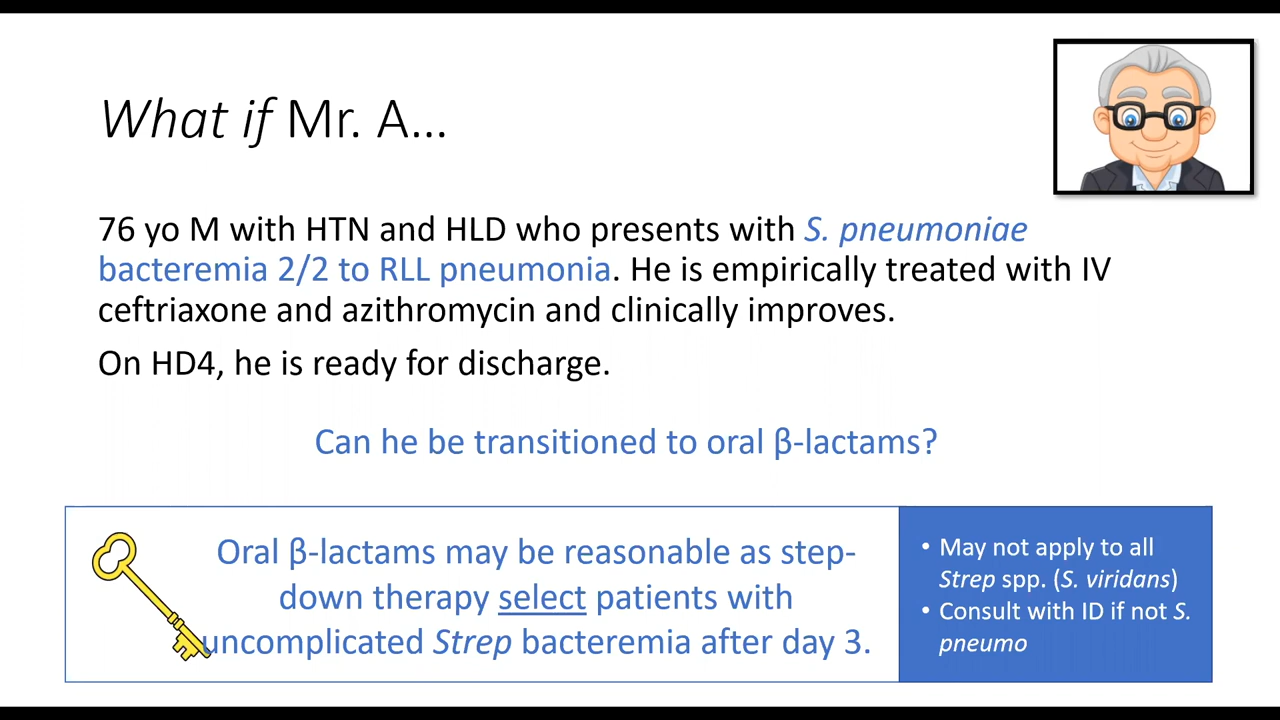 What if Mr. A...
76 yo M with HTN and HLD who presents with S. pneumoniae
bacteremia 2/2 to RLL pneumonia. He is empirically treated with IV
ceftriaxone and azithromycin and clinically improves.
On HD4, he is ready for discharge.
Can he be transitioned to oral β-lactams?
Oral β-lactams may be reasonable as step-
down therapy select patients with
uncomplicated Strep bacteremia after day 3.
• May not apply to all
Strep spp. (S. viridans)
• Consult with ID if not S.
pneumo